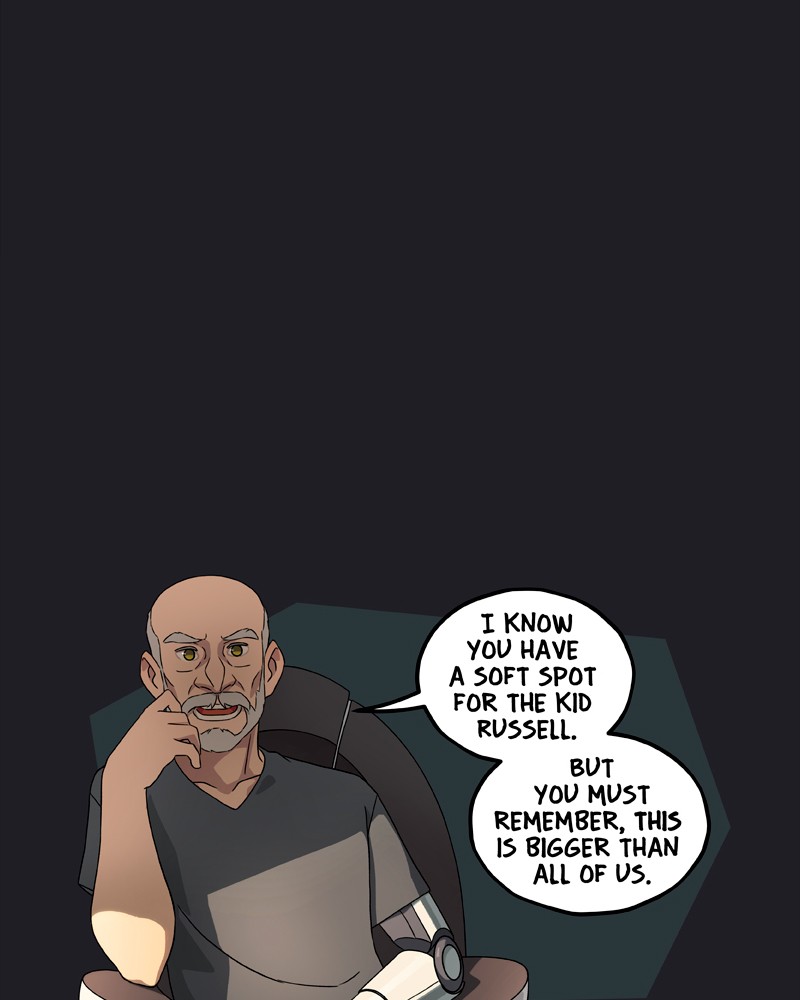 I KNOW
YOU HAVE
A SOFT SPOT
FOR THE KID
RUSSELL.
BUT
YOU MUST
REMEMBER, THIS
IS BIGGER THAN
ALL OF US.